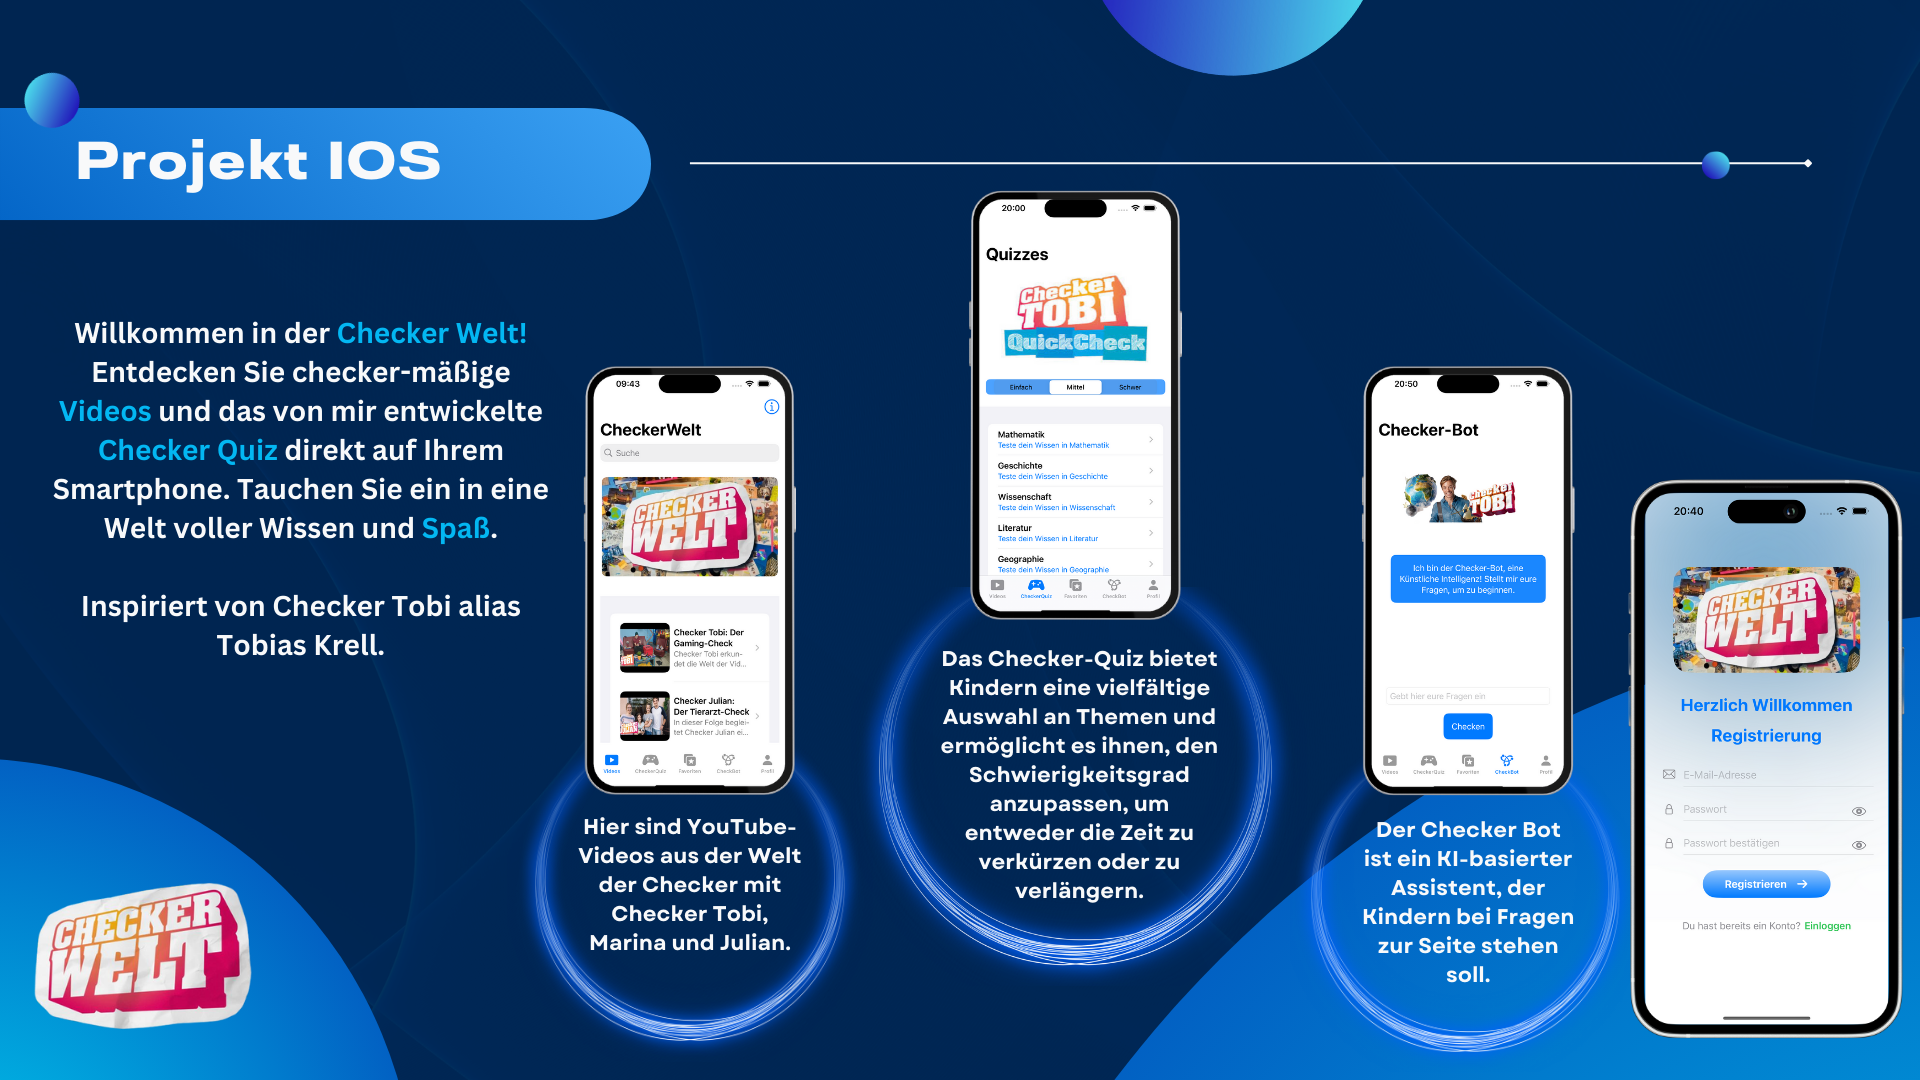 Projekt IOS
Willkommen in der Checker Welt!
Entdecken Sie checker-mäßige
Videos und das von mir entwickelte
Checker Quiz direkt auf Ihrem
Smartphone. Tauchen Sie ein in eine
Welt voller Wissen und Spaß.
Inspiriert von Checker Tobi alias
Tobias Krell.
CHECKER
WELT
09:43
CheckerWelt
Suche
CHECKER
WELT
Checker Tobi: Der
Gaming-Check
Checker Tobi erkun-
det die Welt der Vid...
Checker Julian:
Der Tierarzt-Check
In dieser Folge beglei-
tet Checker Julian ei...
Videos
CheckerQuiz
Favoriten
CheckBot
Profil
Hier sind YouTube-
Videos aus der Welt
der Checker mit
Checker Tobi,
Marina und Julian.
20:00
Quizzes
Checker
TOBI
QuickCheck
Einfach
Mittel
Schwer
Mathematik
Teste dein Wissen in Mathematik
Geschichte
Teste dein Wissen in Geschichte
Wissenschaft
Teste dein Wissen in Wissenschaft
Literatur
Teste dein Wissen in Literatur
Geographie
Teste dein Wissen in Geographie
Videos
CheckerQuiz
Favoriten
CheckBot
Profil
Das Checker-Quiz bietet
Kindern eine vielfältige
Auswahl an Themen und
ermöglicht es ihnen, den
Schwierigkeitsgrad
anzupassen, um
entweder die Zeit zu
verkürzen oder zu
verlängern.
20:50
Checker-Bot
Checker
TOBI
Ich bin der Checker-Bot, eine
Künstliche Intelligenz! Stellt mir eure
Fragen, um zu beginnen.
Gebt hier eure Fragen ein
Checken
Videos
CheckerQuiz
Favoriten
CheckBot
Profil
Der Checker Bot
ist ein KI-basierter
Assistent, der
Kindern bei Fragen
zur Seite stehen
soll.
20:40
CHECKER
WELT
Herzlich Willkommen
Registrierung
E-Mail-Adresse
Passwort
Passwort bestätigen
Registrieren
Du hast bereits ein Konto? Einloggen